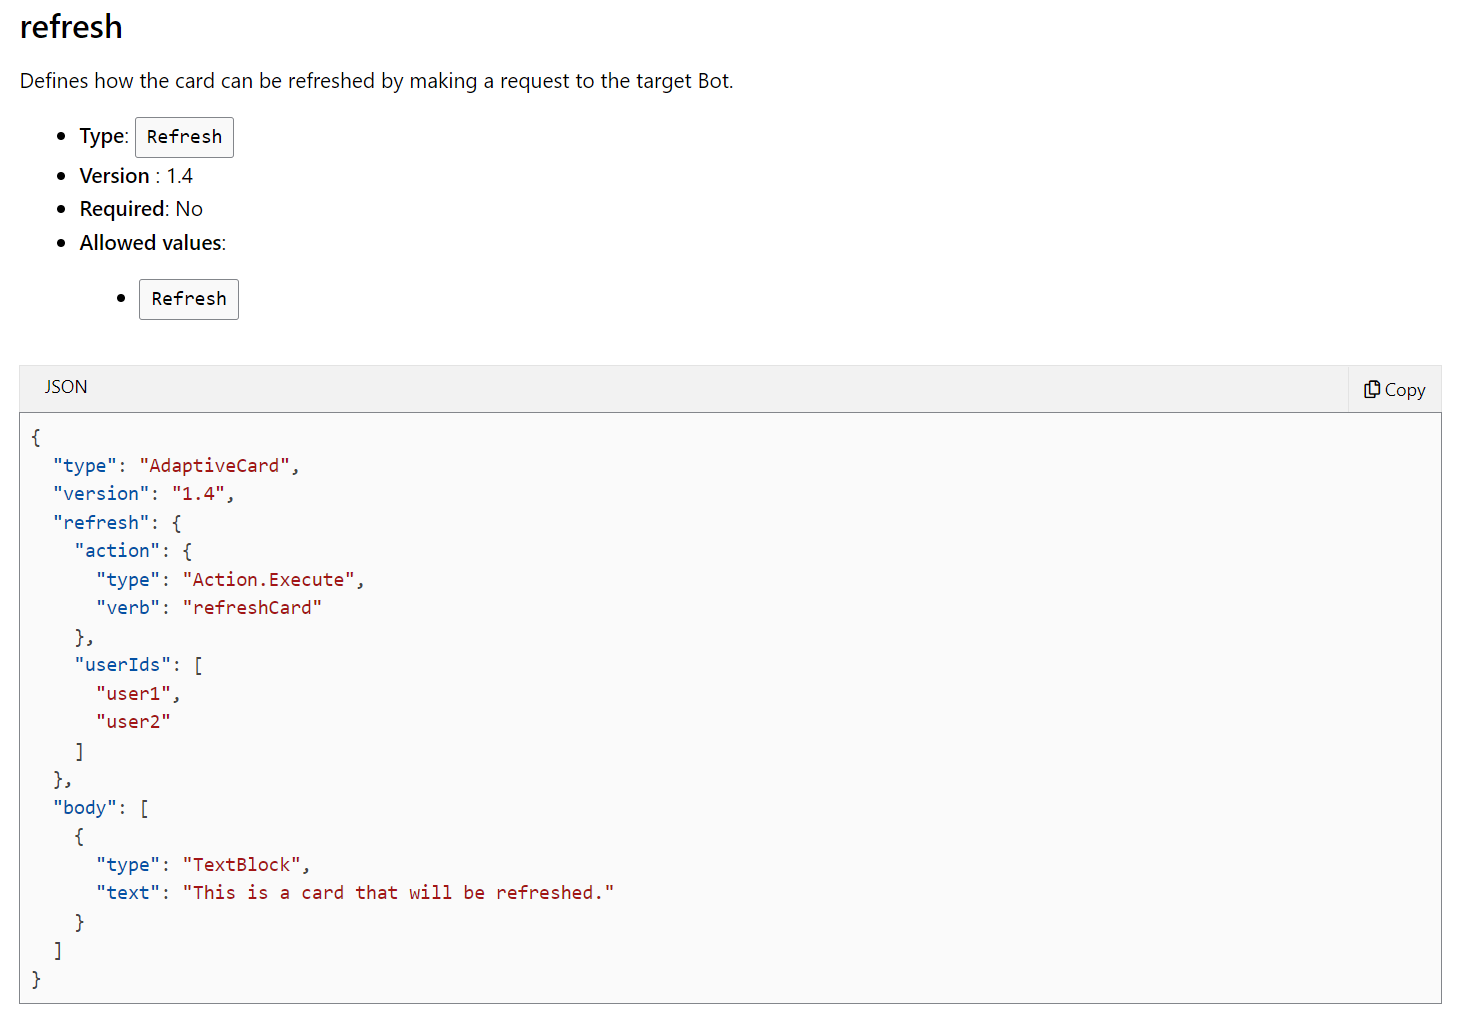 refresh
Defines how the card can be refreshed by making a request to the target Bot.
Type: Refresh
Version : 1.4
Required: No
Allowed values:
Refresh
JSON
Copy
{
  "type": "AdaptiveCard",
  "version": "1.4",
  "refresh": {
    "action": {
      "type": "Action.Execute",
      "verb": "refreshCard"
    },
    "userIds": [
      "user1",
      "user2"
    ]
  },
  "body": [
    {
      "type": "TextBlock",
      "text": "This is a card that will be refreshed."
    }
  ]
}